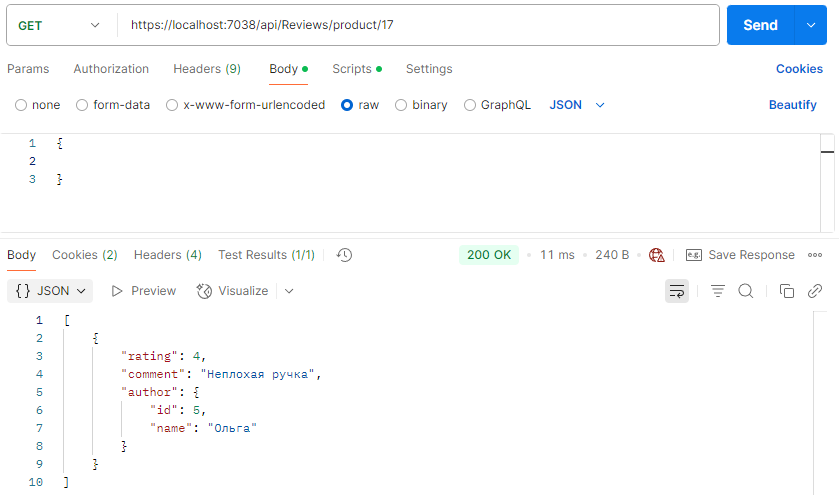 GET https://localhost:7038/api/Reviews/product/17 Send
Params Authorization Headers (9) Body Scripts Settings Cookies
none form-data x-www-form-urlencoded raw binary GraphQL JSON Beautify
1 {
2
3 }
Body Cookies (2) Headers (4) Test Results (1/1) 200 OK • 11 ms • 240 B • e.g. Save Response
{} JSON Preview Visualize
1 [
2 {
3 "rating": 4,
4 "comment": "Неплохая ручка",
5 "author": {
6 "id": 5,
7 "name": "Ольга"
8 }
9 }
10 ]